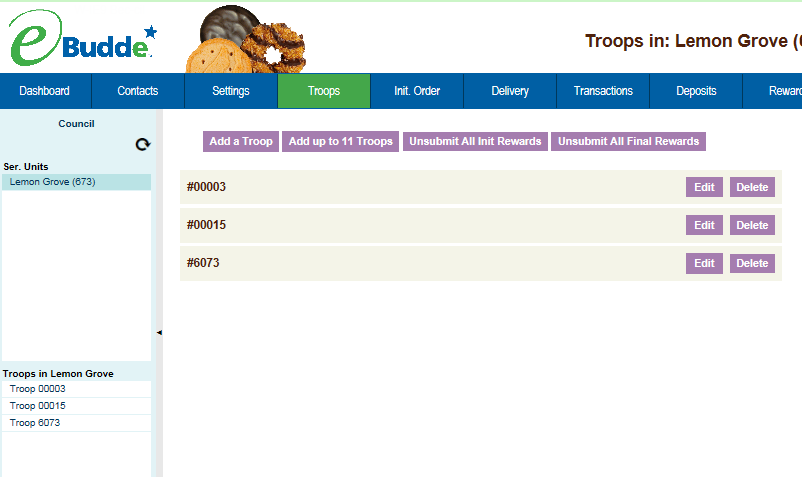 eBudde
Troops in: Lemon Grove (
Dashboard
Contacts
Settings
Troops
Init. Order
Delivery
Transactions
Deposits
Reward
Council
Add a Troop
Add up to 11 Troops
Unsubmit All Init Rewards
Unsubmit All Final Rewards
Ser. Units
Lemon Grove (673)
#00003
Edit
Delete
#00015
Edit
Delete
#6073
Edit
Delete
Troops in Lemon Grove
Troop 00003
Troop 00015
Troop 6073